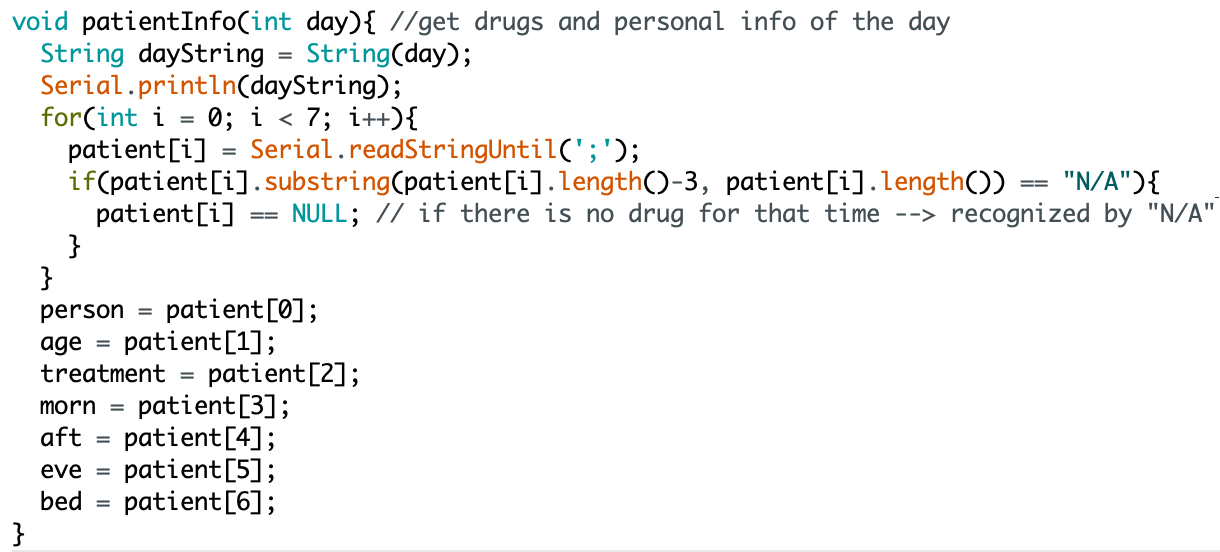 void patientInfo(int day){ //get drugs and personal info of the day
  String dayString = String(day);
  Serial.println(dayString);
  for(int i = 0; i < 7; i++){
    patient[i] = Serial.readStringUntil(';');
    if(patient[i].substring(patient[i].length()-3, patient[i].length()) == "N/A"){
      patient[i] == NULL; // if there is no drug for that time --> recognized by "N/A"
    }
  }
  person = patient[0];
  age = patient[1];
  treatment = patient[2];
  morn = patient[3];
  aft = patient[4];
  eve = patient[5];
  bed = patient[6];
}